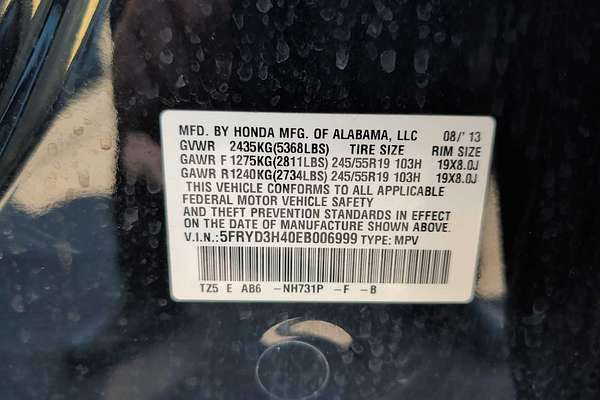 MFD. BY HONDA MFG. OF ALABAMA, LLC 08/'13
GVWR 2435KG(5368LBS) TIRE SIZE RIM SIZE
GAWR F 1275KG(2811LBS) 245/55R19 103H 19X8.0J
GAWR R 1240KG(2734LBS) 245/55R19 103H 19X8.0J
THIS VEHICLE CONFORMS TO ALL APPLICABLE
FEDERAL MOTOR VEHICLE SAFETY
AND THEFT PREVENTION STANDARDS IN EFFECT
ON THE DATE OF MANUFACTURE SHOWN ABOVE.
V.I.N.: 5FRYD3H40EB006999 TYPE: MPV
TZ5 E AB6 -NH731P -F -B